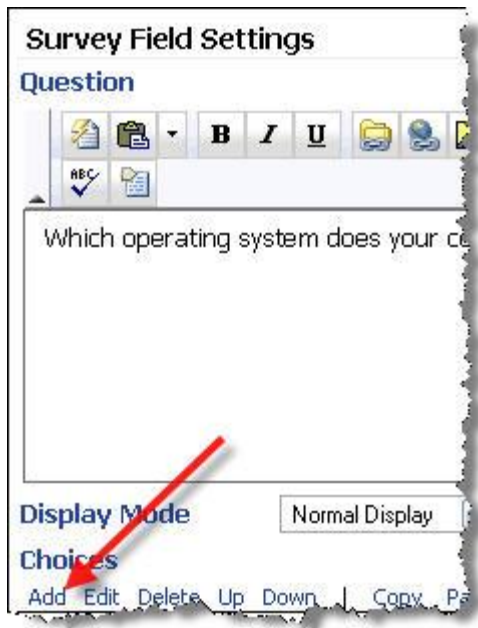 Survey Field Settings
Question
B I U
ABC
Which operating system does your
Display Mode Normal Display
Choices
Add Edit Delete Up Down | Copy